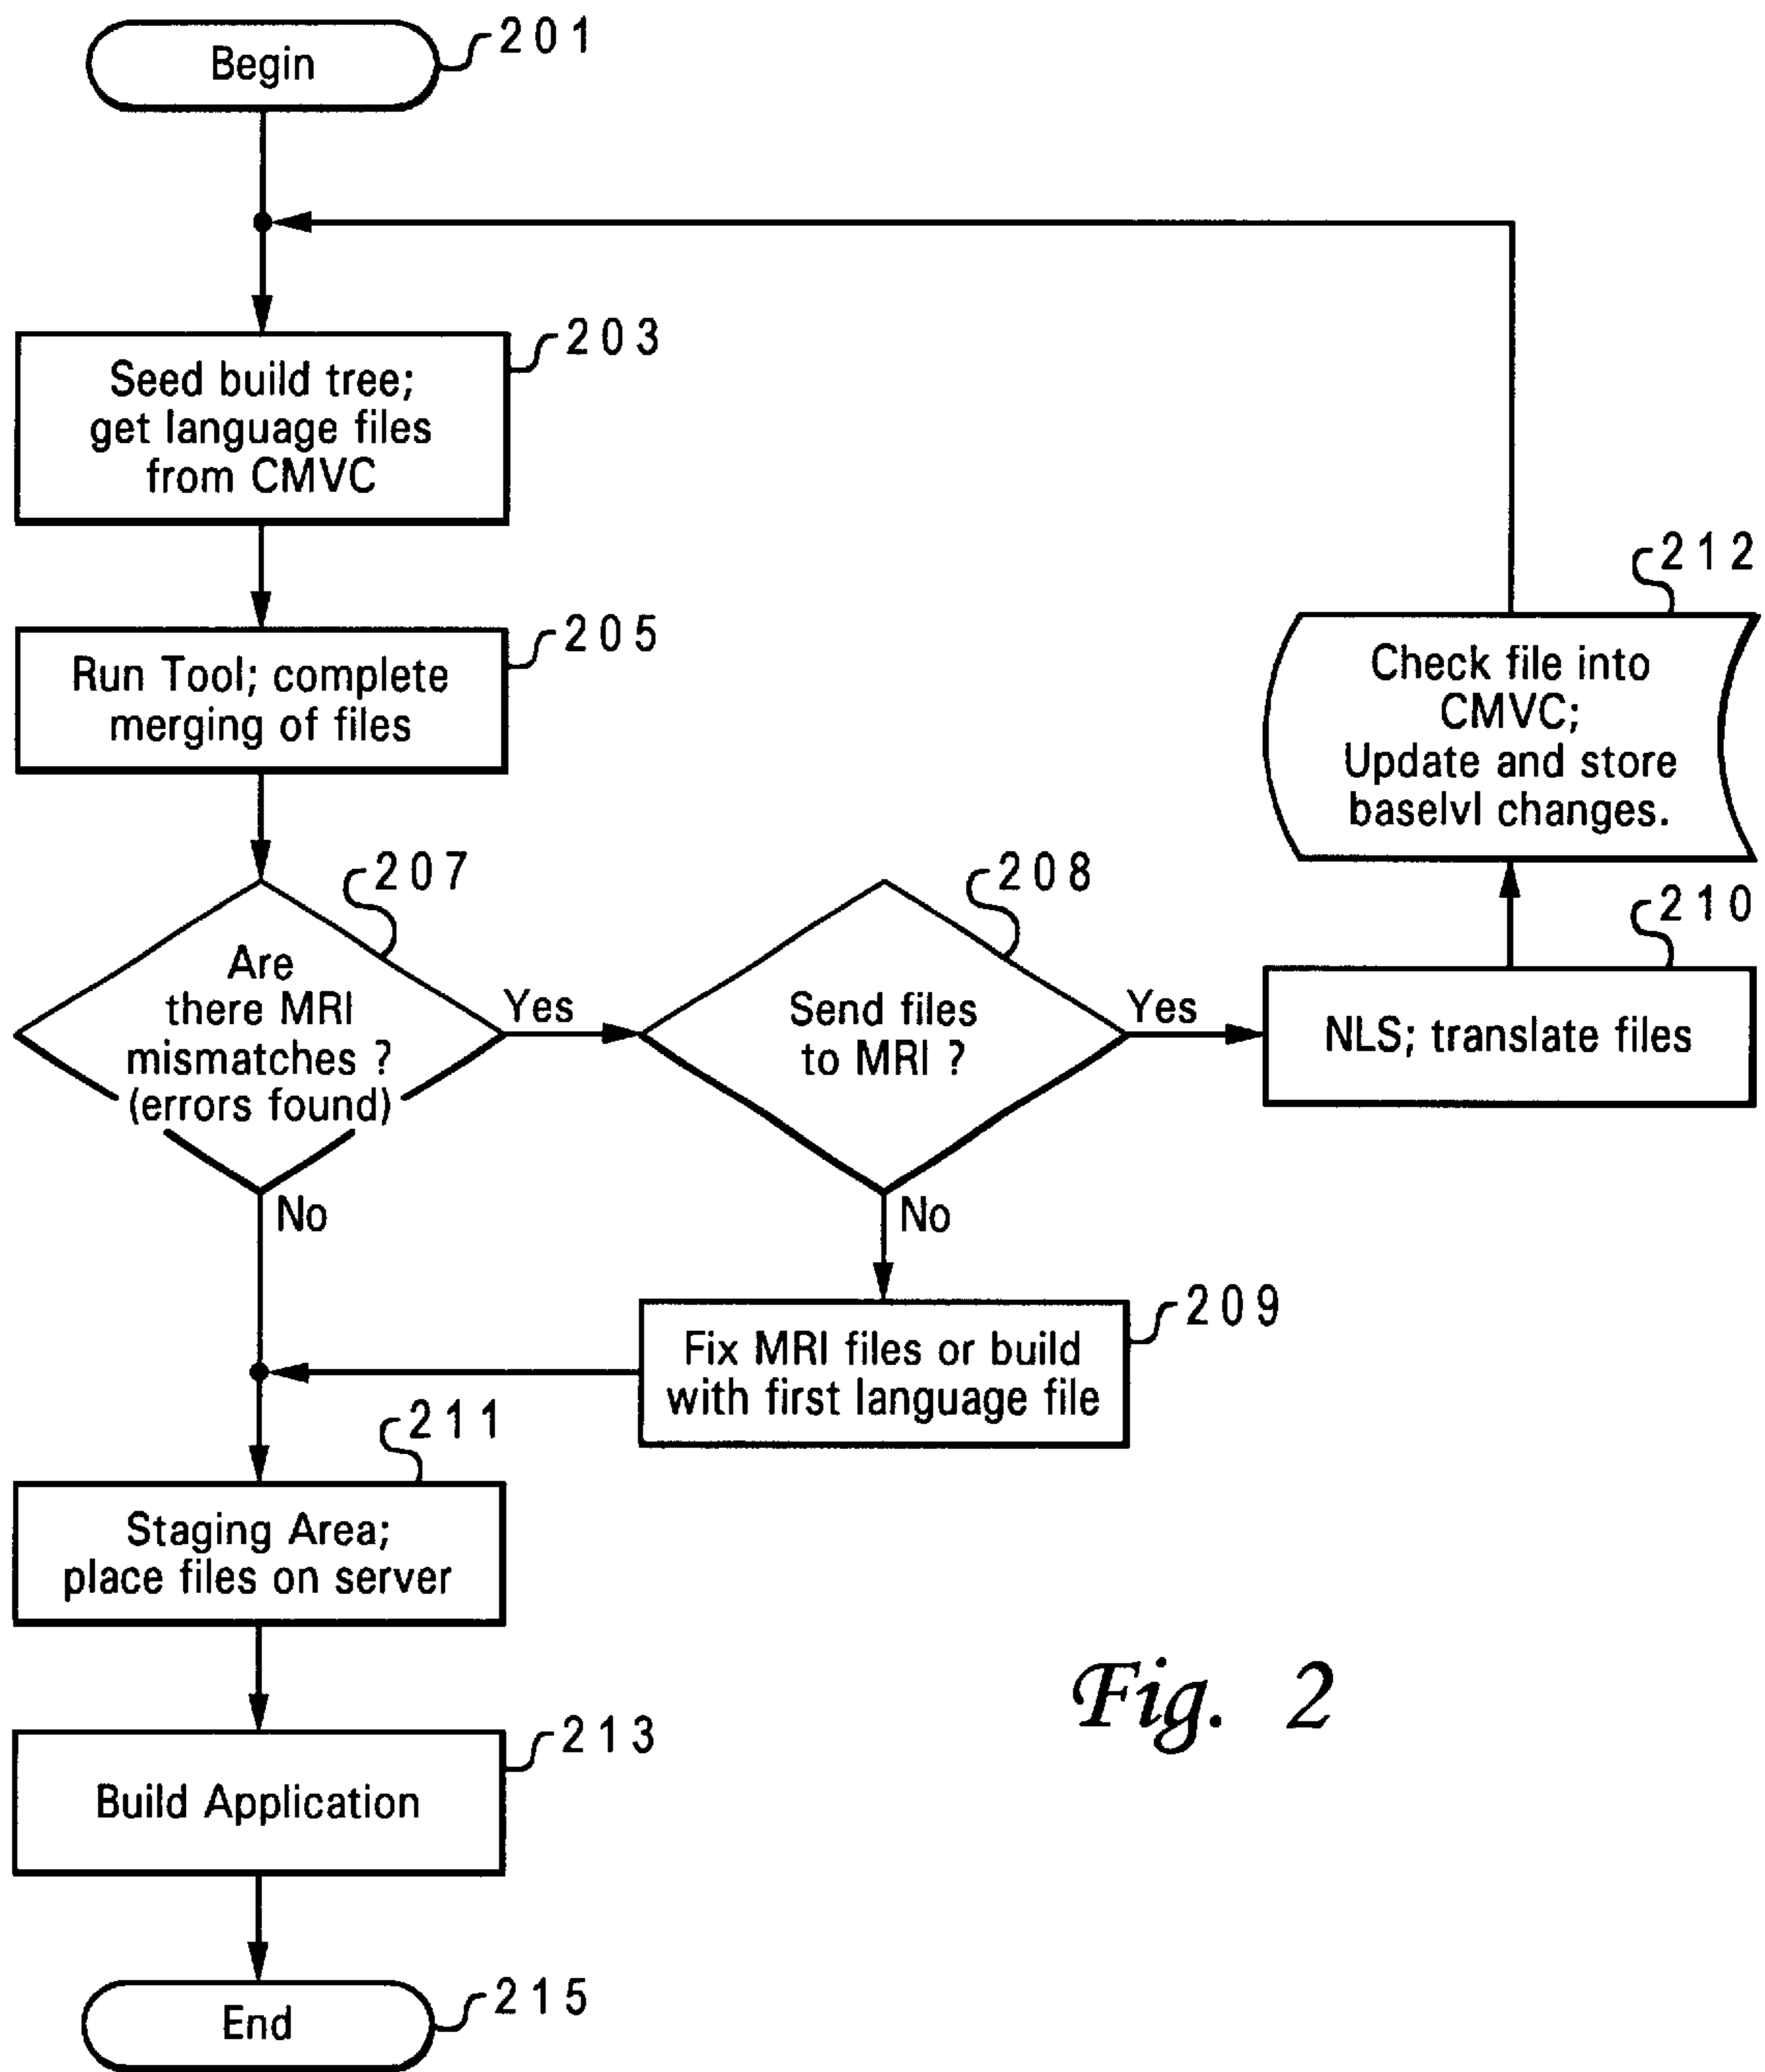 Begin
201
203
Seed build tree;
get language files
from CMVC
205
Run Tool; complete
merging of files
207
Are
there MRI
mismatches ?
(errors found)
Yes
No
208
Send files
to MRI ?
Yes
No
210
NLS; translate files
212
Check file into
CMVC;
Update and store
baselvl changes.
209
Fix MRI files or build
with first language file
211
Staging Area;
place files on server
213
Build Application
215
End
Fig. 2